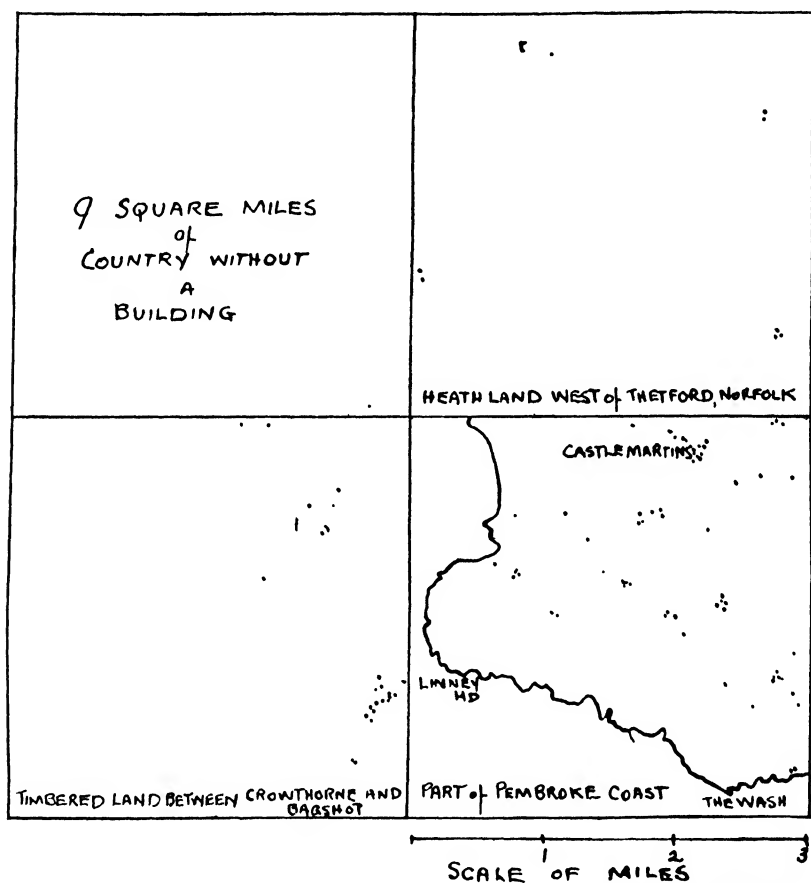 9 SQUARE MILES
of
COUNTRY WITHOUT
A
BUILDING
HEATH LAND WEST of THETFORD, NORFOLK
CASTLEMARTINS
LINNEY
HD
TIMBERED LAND BETWEEN CROWTHORNE AND
BAGSHOT
PART of PEMBROKE COAST
THE WASH
1 2 3
SCALE OF MILES